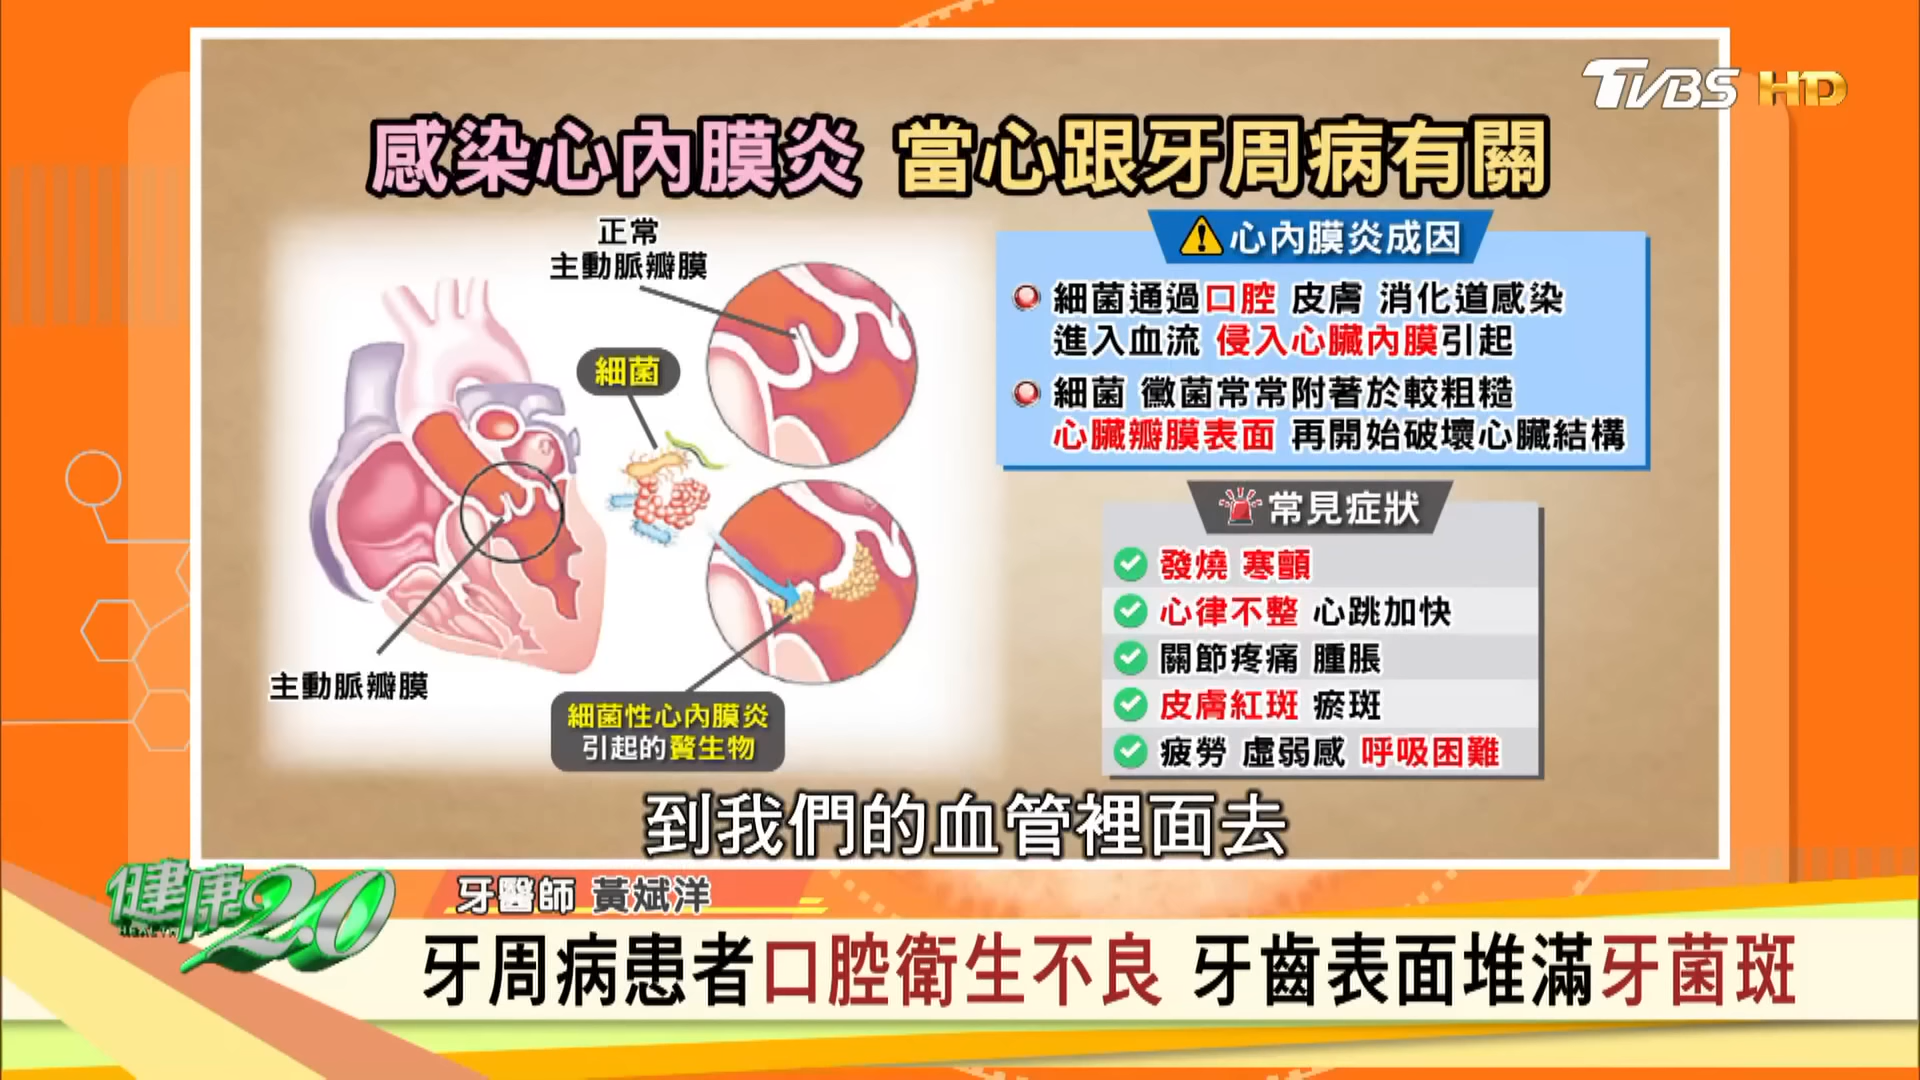 TVBS HD
感染心內膜炎 當心跟牙周病有關
正常
主動脈瓣膜
細菌
主動脈瓣膜
細菌性心內膜炎
引起的贅生物
心內膜炎成因
細菌通過口腔 皮膚 消化道感染
進入血流 侵入心臟內膜引起
細菌 黴菌常常附著於較粗糙
心臟瓣膜表面 再開始破壞心臟結構
常見症狀
發燒 寒顫
心律不整 心跳加快
關節疼痛 腫脹
皮膚紅斑 瘀斑
疲勞 虛弱感 呼吸困難
到我們的血管裡面去
健康2.0
HEALTH
牙醫師 黃斌洋
牙周病患者口腔衛生不良 牙齒表面堆滿牙菌斑